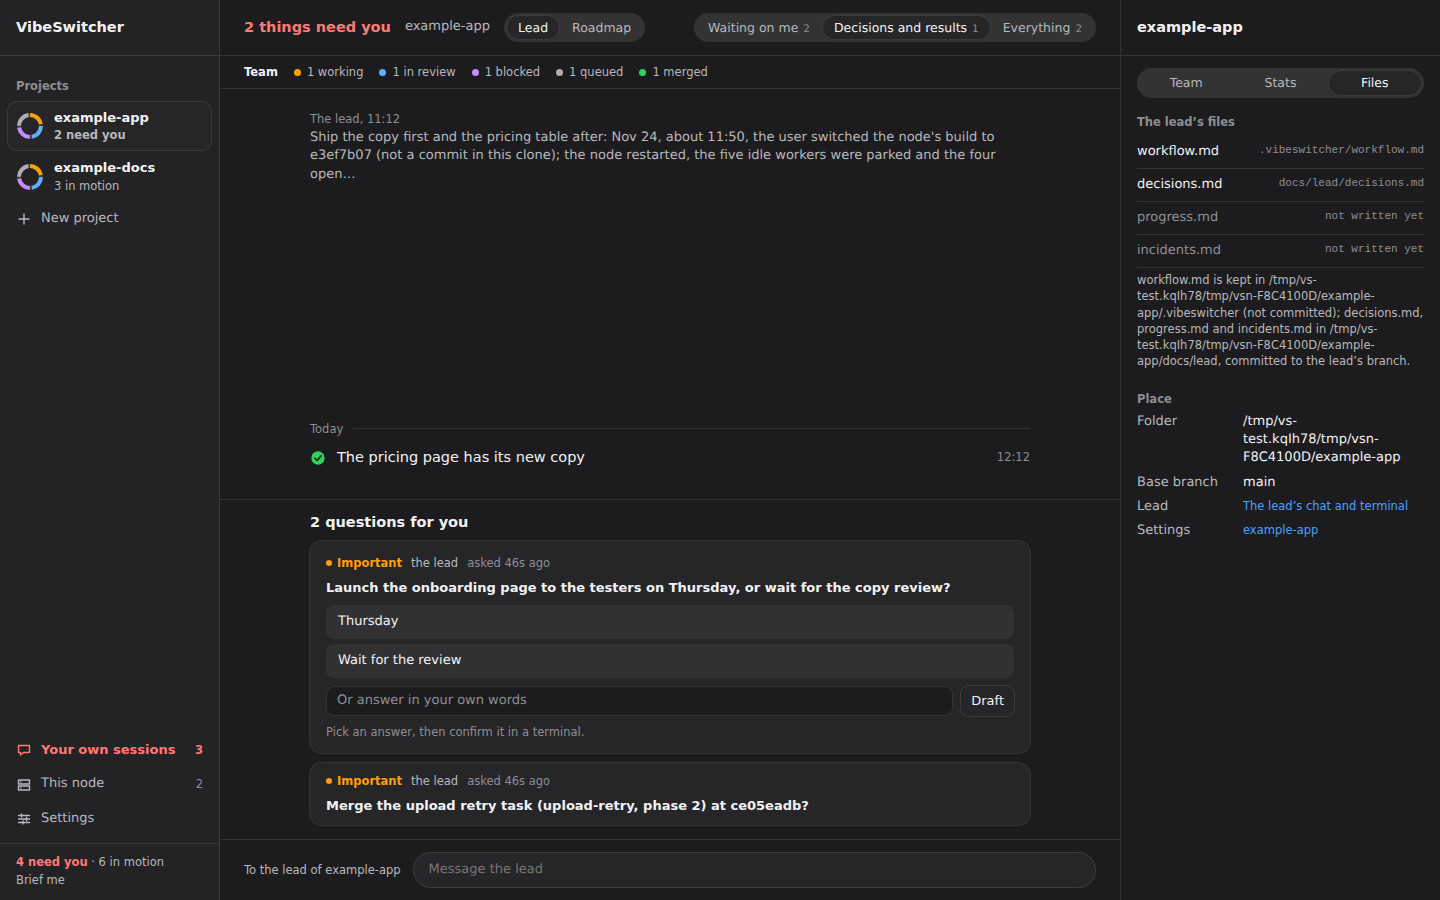 VibeSwitcher
Projects
example-app
2 need you
example-docs
3 in motion
New project
Your own sessions 3
This node 2
Settings
4 need you · 6 in motion
Brief me
2 things need you example-app Lead Roadmap Waiting on me 2 Decisions and results 1 Everything 2
Team 1 working 1 in review 1 blocked 1 queued 1 merged
The lead, 11:12
Ship the copy first and the pricing table after: Nov 24, about 11:50, the user switched the node's build to
e3ef7b07 (not a commit in this clone); the node restarted, the five idle workers were parked and the four
open…
Today
The pricing page has its new copy 12:12
2 questions for you
Important the lead asked 46s ago
Launch the onboarding page to the testers on Thursday, or wait for the copy review?
Thursday
Wait for the review
Or answer in your own words Draft
Pick an answer, then confirm it in a terminal.
Important the lead asked 46s ago
Merge the upload retry task (upload-retry, phase 2) at ce05eadb?
To the lead of example-app Message the lead
example-app
Team Stats Files
The lead’s files
workflow.md .vibeswitcher/workflow.md
decisions.md docs/lead/decisions.md
progress.md not written yet
incidents.md not written yet
workflow.md is kept in /tmp/vs-
test.kqIh78/tmp/vsn-F8C4100D/example-
app/.vibeswitcher (not committed); decisions.md,
progress.md and incidents.md in /tmp/vs-
test.kqIh78/tmp/vsn-F8C4100D/example-
app/docs/lead, committed to the lead’s branch.
Place
Folder /tmp/vs-
test.kqIh78/tmp/vsn-
F8C4100D/example-app
Base branch main
Lead The lead’s chat and terminal
Settings example-app